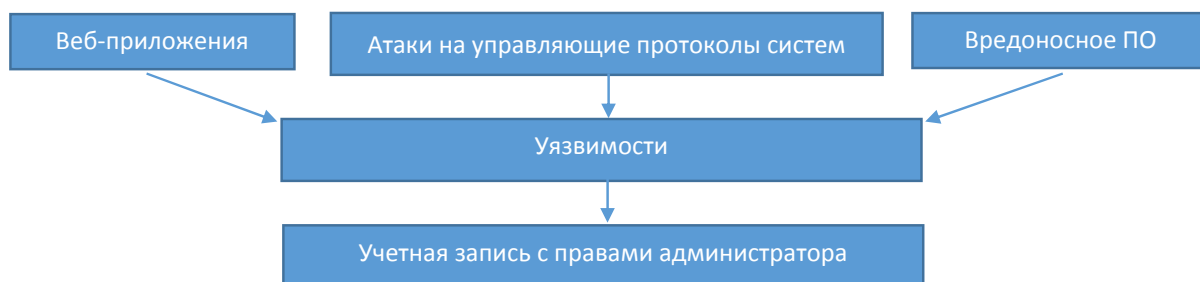 Веб-приложения
Атаки на управляющие протоколы систем
Вредоносное ПО
Уязвимости
Учетная запись с правами администратора